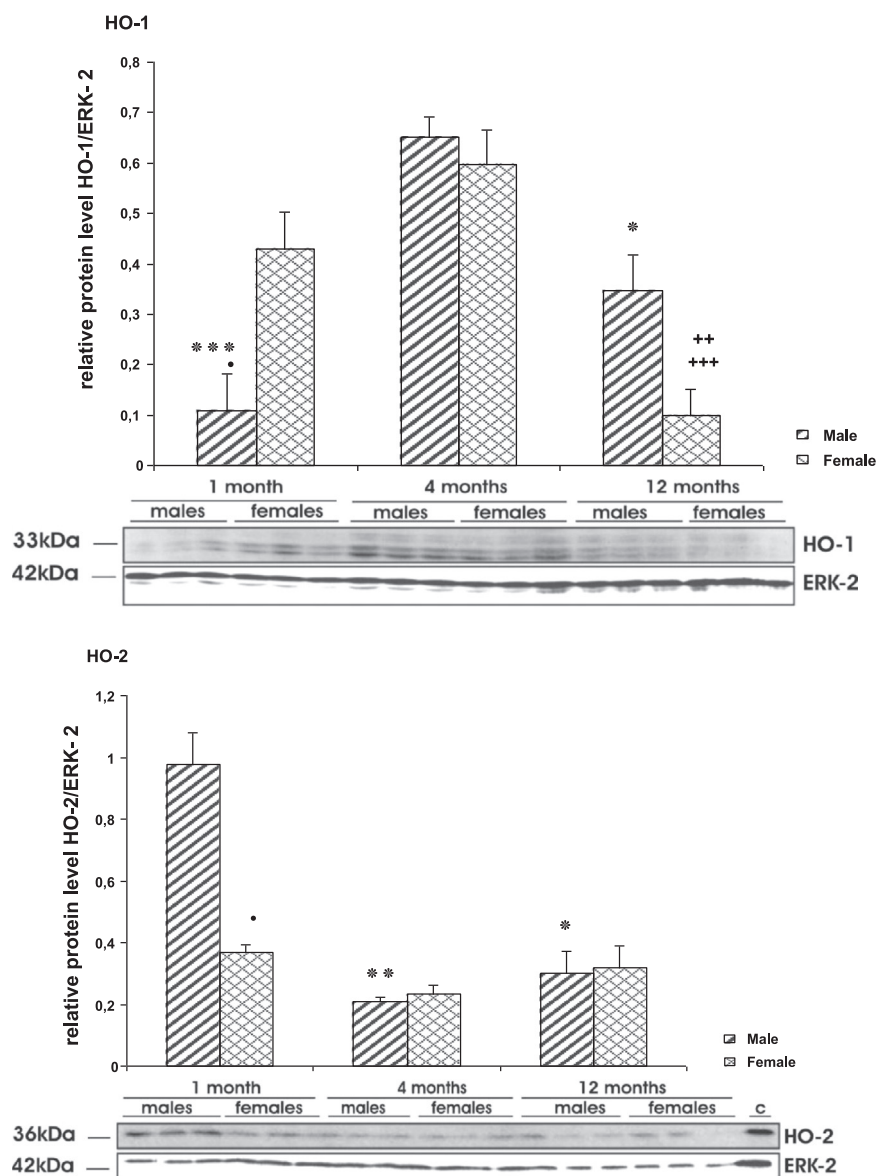 HO-1
relative protein level HO-1/ERK- 2
0,8
0,7
0,6
0,5
0,4
0,3
0,2
0,1
0
*** 
•
*
++
+++
Male
Female
1 month 4 months 12 months
males females males females males females
33kDa HO-1
42kDa ERK-2
HO-2
relative protein level HO-2/ERK- 2
1,2
1
0,8
0,6
0,4
0,2
0
•
**
*
Male
Female
1 month 4 months 12 months
males females males females males females c
36kDa HO-2
42kDa ERK-2